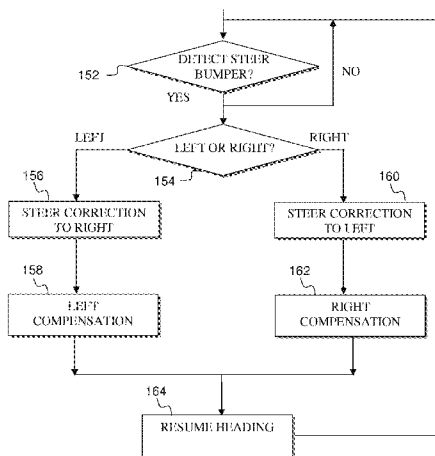 DETECT STEER
BUMPER?
152
NO
YES
LEFT
RIGHT
LEFT OR RIGHT?
154
156
160
STEER CORRECTION
TO RIGHT
STEER CORRECTION
TO LEFT
158
162
LEFT
COMPENSATION
RIGHT
COMPENSATION
164
RESUME HEADING